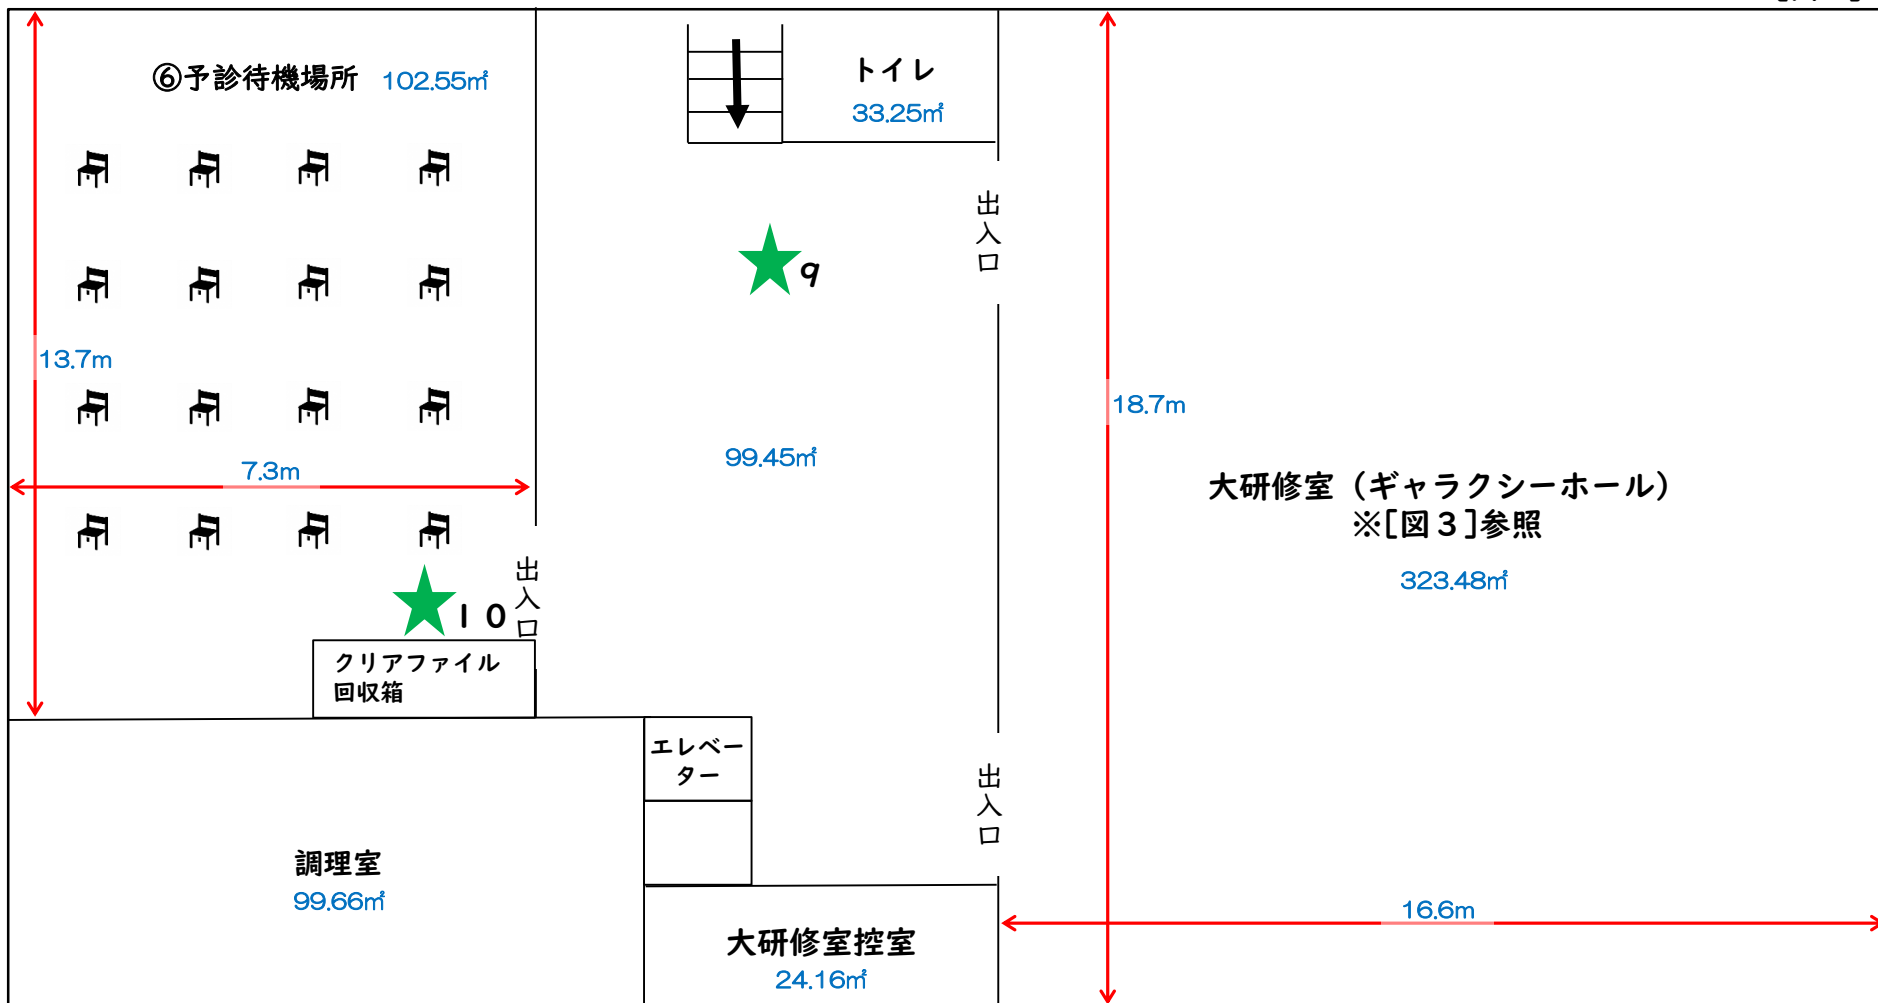 ⑥予診待機場所 102.55㎡
トイレ
33.25㎡
出入口
9
13.7m
18.7m
99.45㎡
7.3m
大研修室（ギャラクシーホール）
※[図３]参照
323.48㎡
出入口
１０
クリアファイル
回収箱
エレベー
ター
出入口
調理室
99.66㎡
16.6m
大研修室控室
24.16㎡